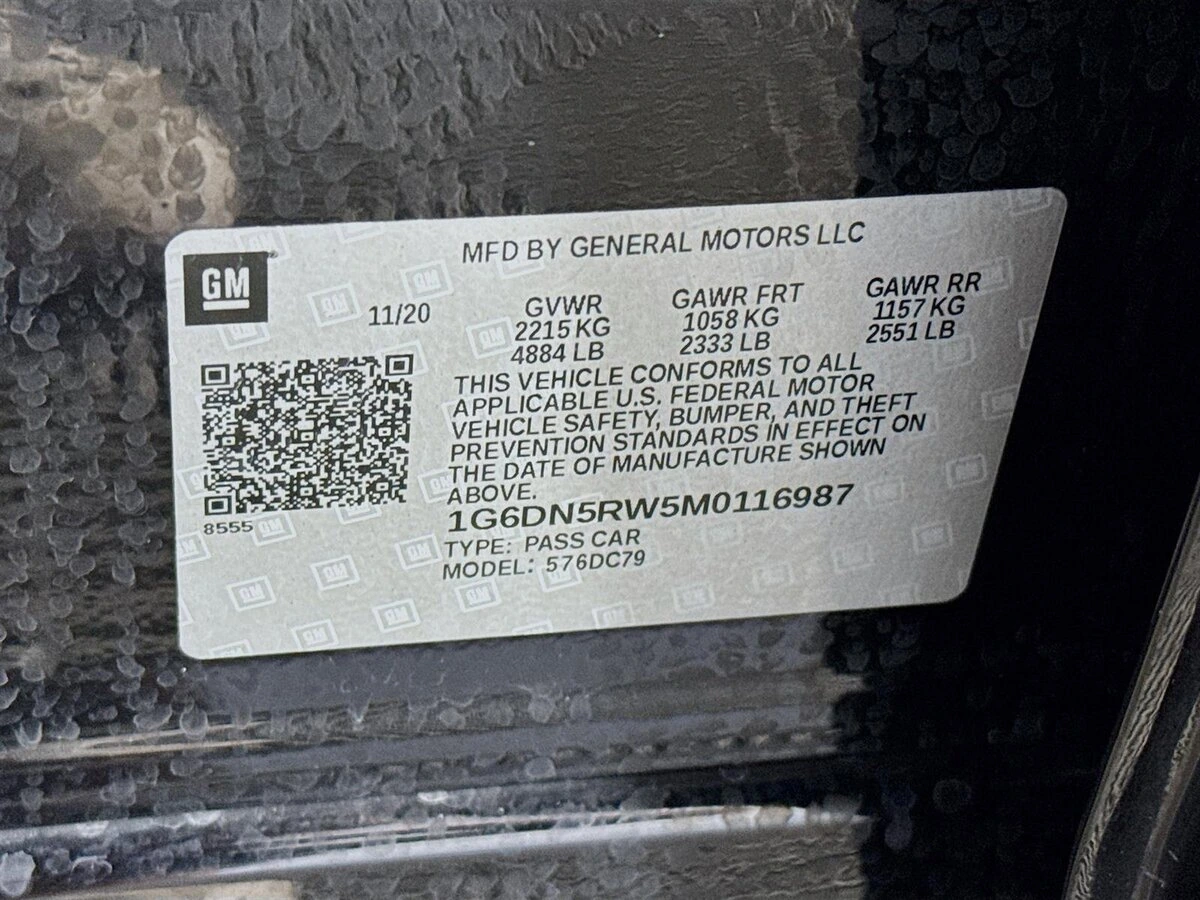 MFD BY GENERAL MOTORS LLC
GM
11/20
GVWR
2215 KG
4884 LB
GAWR FRT
1058 KG
2333 LB
GAWR RR
1157 KG
2551 LB
THIS VEHICLE CONFORMS TO ALL
APPLICABLE U.S. FEDERAL MOTOR
VEHICLE SAFETY, BUMPER, AND THEFT
PREVENTION STANDARDS IN EFFECT ON
THE DATE OF MANUFACTURE SHOWN
ABOVE.
8555
1G6DN5RW5M0116987
TYPE: PASS CAR
MODEL: 576DC79